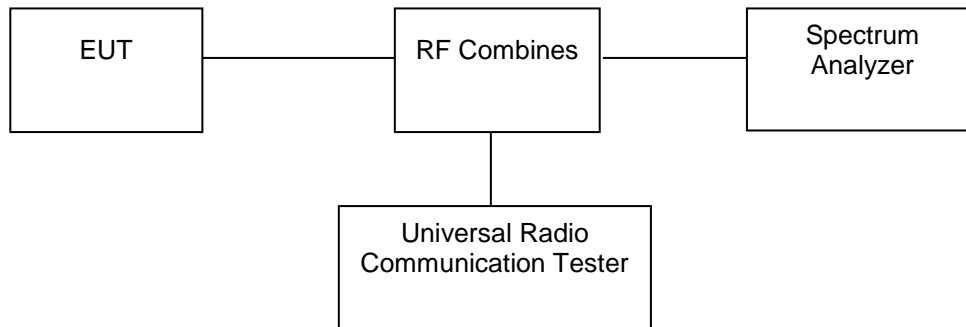 EUT
RF Combines
Spectrum
Analyzer
Universal Radio
Communication Tester